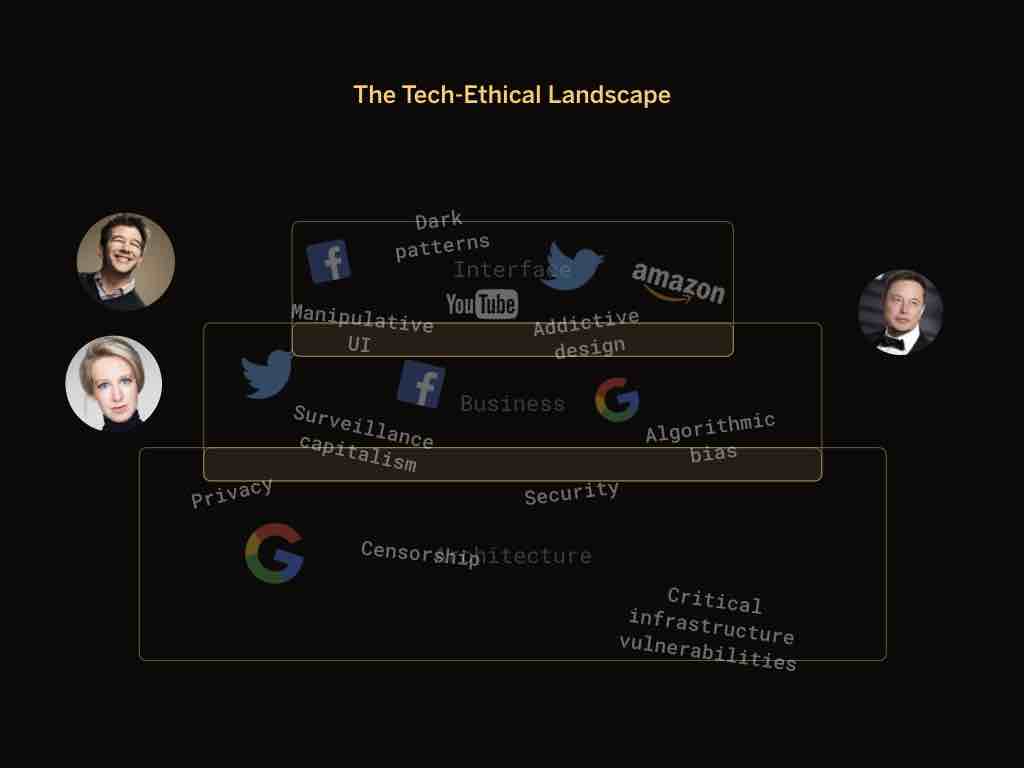 The Tech-Ethical Landscape
Dark
patterns
Interface
amazon
YouTube
Manipulative
UI
Addictive
design
Business
Surveillance
capitalism
Algorithmic
bias
Privacy
Security
Censorship
Architecture
Critical
infrastructure
vulnerabilities